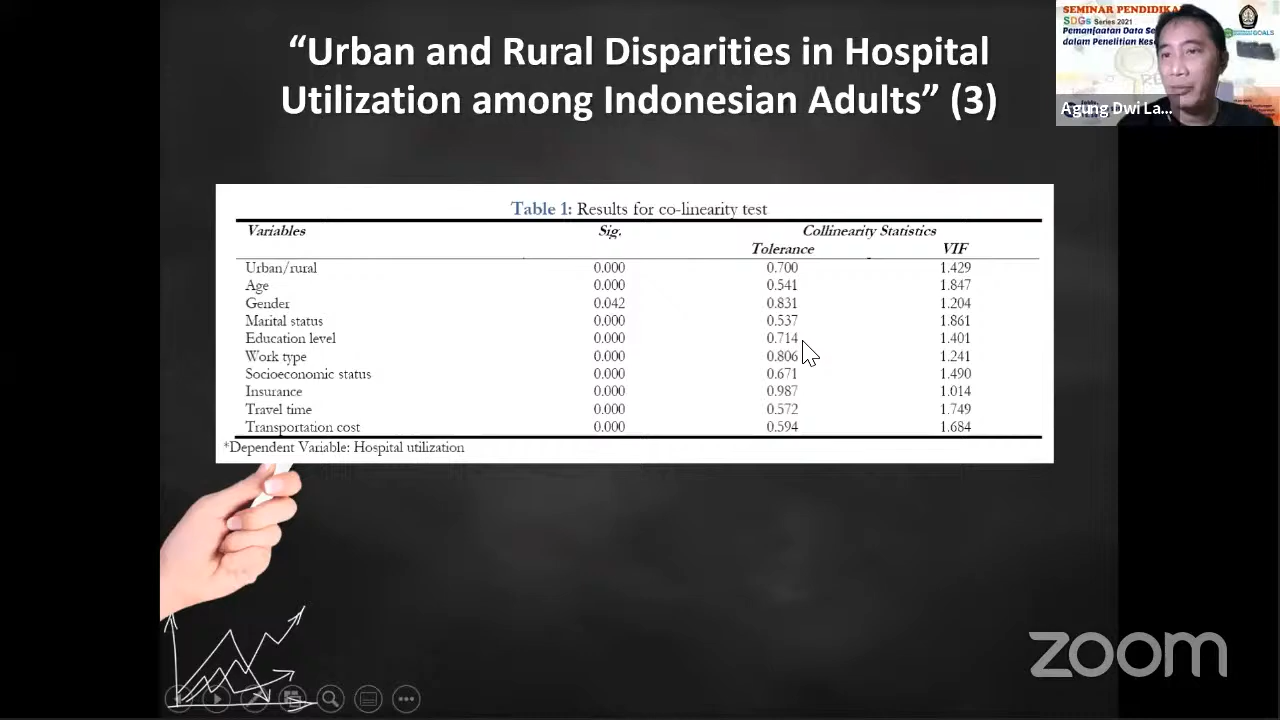 “Urban and Rural Disparities in Hospital
Utilization among Indonesian Adults” (3)
SEMINAR PENDIDIKA
SDGs Series 2021
Pemanfaatan Data Se
dalam Penelitian Kes
GOALS
Agung Dwi La...
Table 1: Results for co-linearity test
Variables Sig. Collinearity Statistics
Tolerance VIF
Urban/rural 0.000 0.700 1.429
Age 0.000 0.541 1.847
Gender 0.042 0.831 1.204
Marital status 0.000 0.537 1.861
Education level 0.000 0.714 1.401
Work type 0.000 0.806 1.241
Socioeconomic status 0.000 0.671 1.490
Insurance 0.000 0.987 1.014
Travel time 0.000 0.572 1.749
Transportation cost 0.000 0.594 1.684
*Dependent Variable: Hospital utilization
zoom